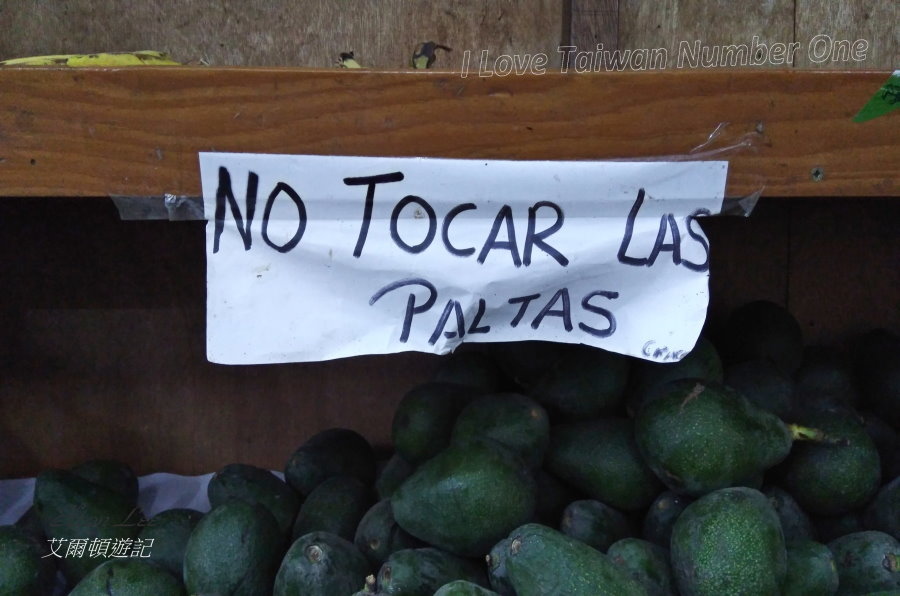 I Love Taiwan Number One
NO TOCAR LAS
PALTAS
艾爾頓遊記